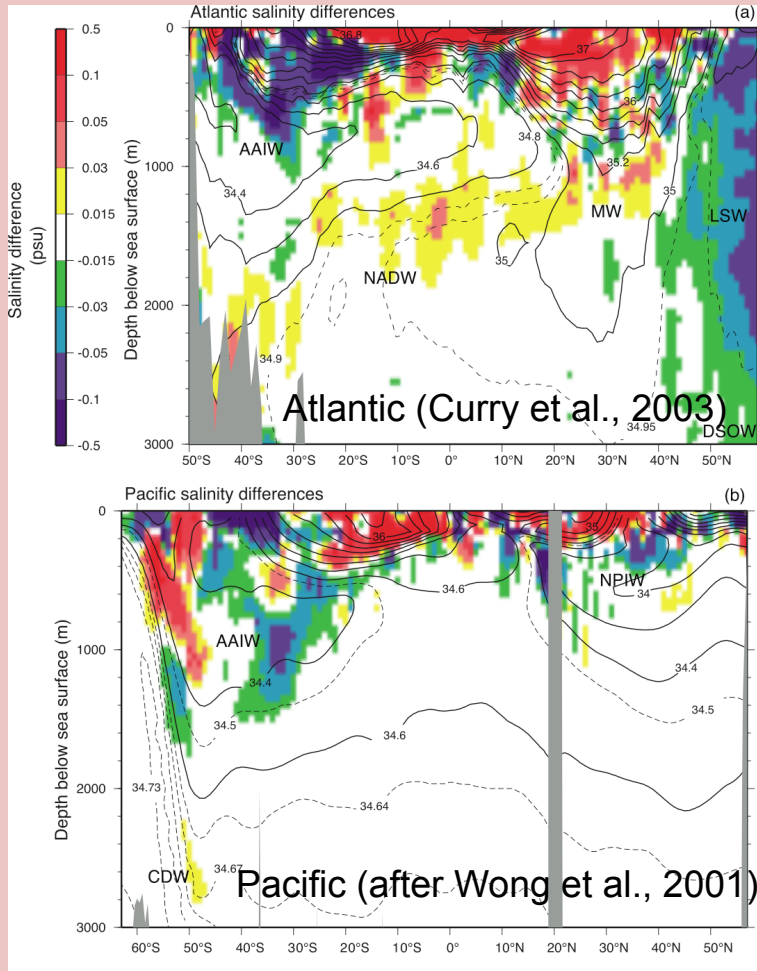 Atlantic salinity differences (a)
0.5
0.1
0.05
0.03
0.015
-0.015
-0.03
-0.05
-0.1
-0.5
Salinity difference
(psu)
Depth below sea surface (m)
0
1000
2000
3000
36.8
37
36
AAIW
34.8
35.2
34.6
35
34.4
MW
LSW
35
NADW
34.9
Atlantic (Curry et al., 2003)
34.95
DSOW
50°S 40°S 30°S 20°S 10°S 0° 10°N 20°N 30°N 40°N 50°N
Pacific salinity differences (b)
Depth below sea surface (m)
0
1000
2000
3000
36
35
34.6
NPIW
34
AAIW
34.4
34.4
34.5
34.5
34.6
34.73
34.64
CDW
34.67
Pacific (after Wong et al., 2001)
60°S 50°S 40°S 30°S 20°S 10°S 0° 10°N 20°N 30°N 40°N 50°N